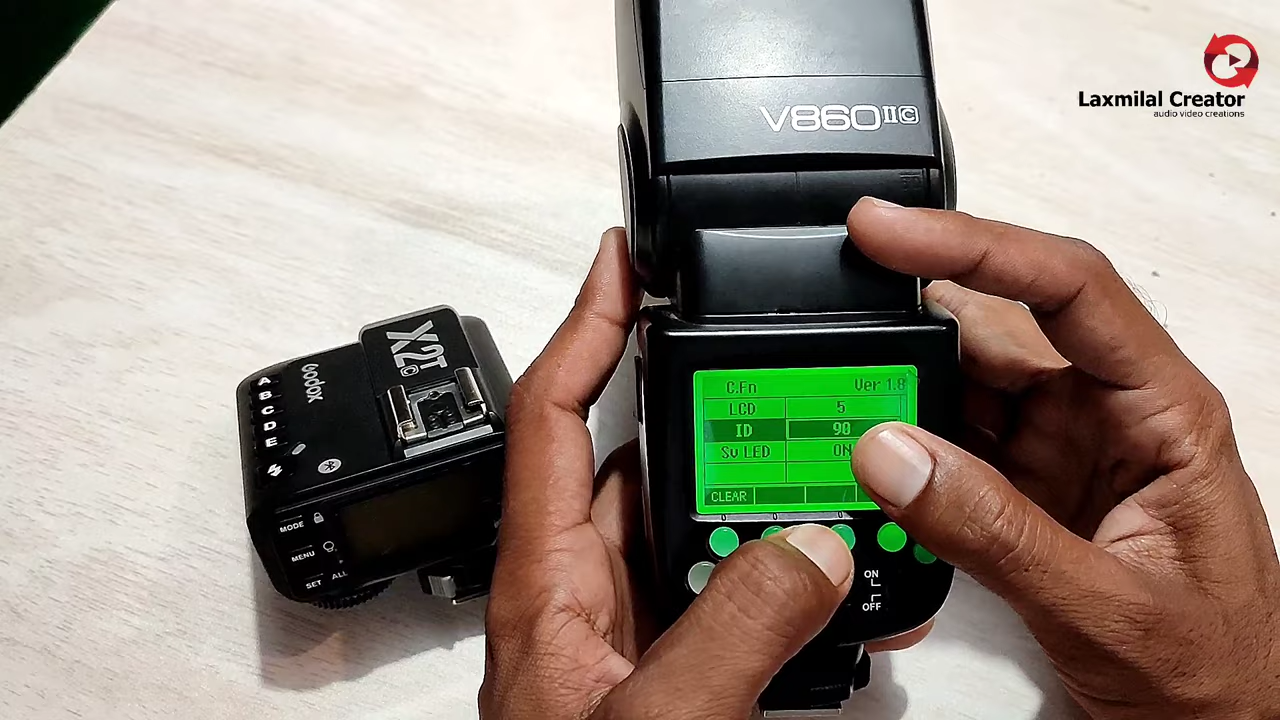 Laxmilal Creator
audio video creations
V860IIC
X2T
C
Godox
A
B
C
D
E
MODE
MENU
SET
ALL
C.Fn Ver 1.8
LCD 5
ID 90
Sv LED ON
CLEAR
ON
OFF